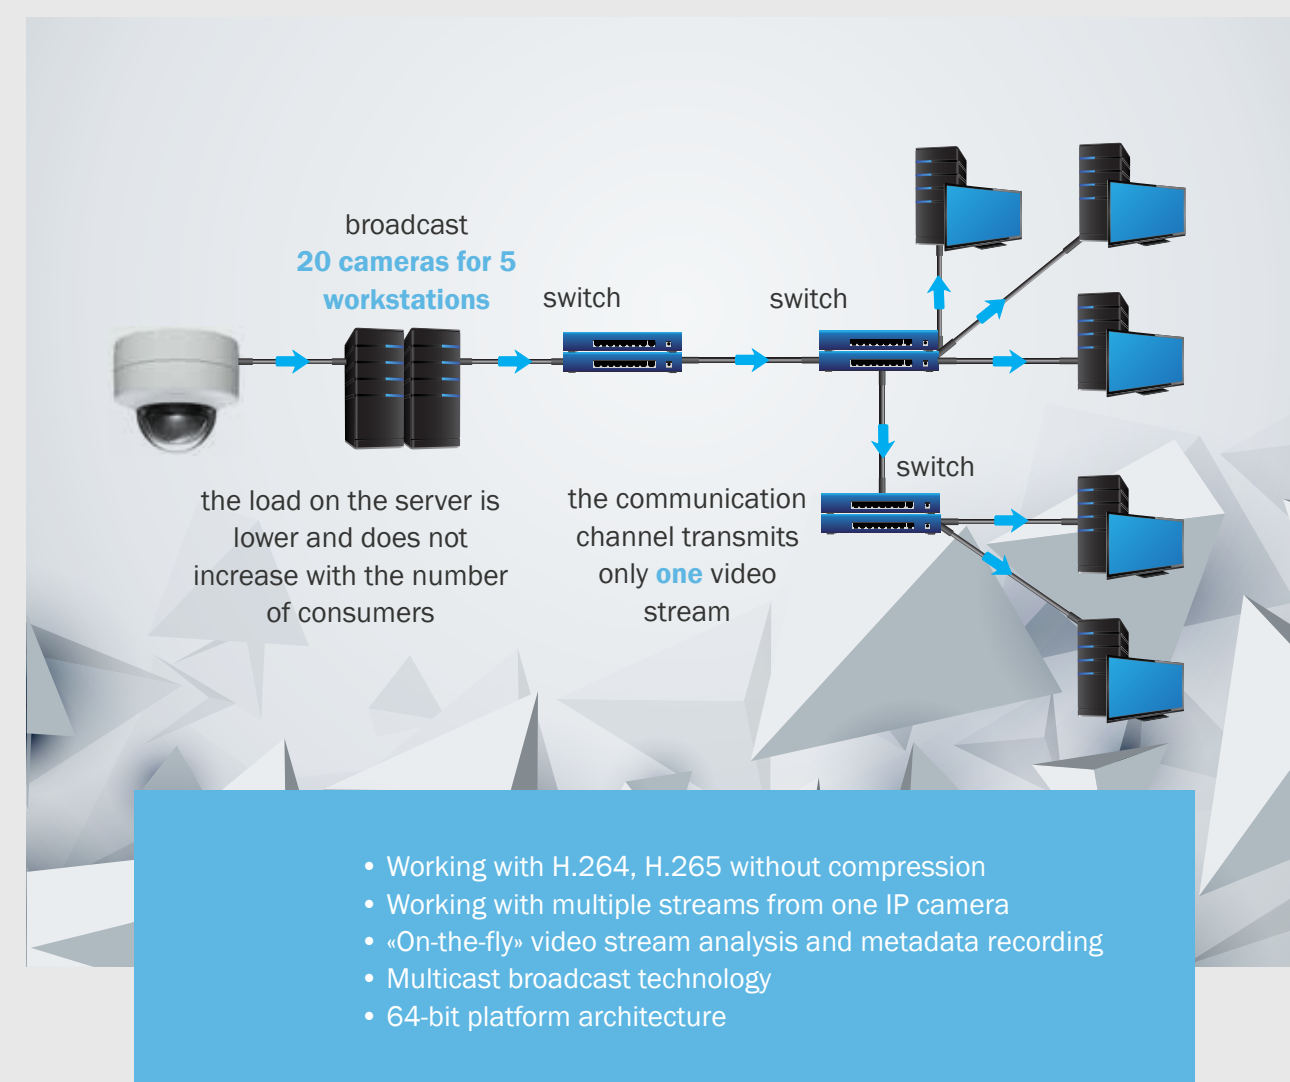 broadcast
20 cameras for 5
workstations
switch
switch
switch
the load on the server is
lower and does not
increase with the number
of consumers
the communication
channel transmits
only one video
stream
• Working with H.264, H.265 without compression
• Working with multiple streams from one IP camera
• «On-the-fly» video stream analysis and metadata recording
• Multicast broadcast technology
• 64-bit platform architecture